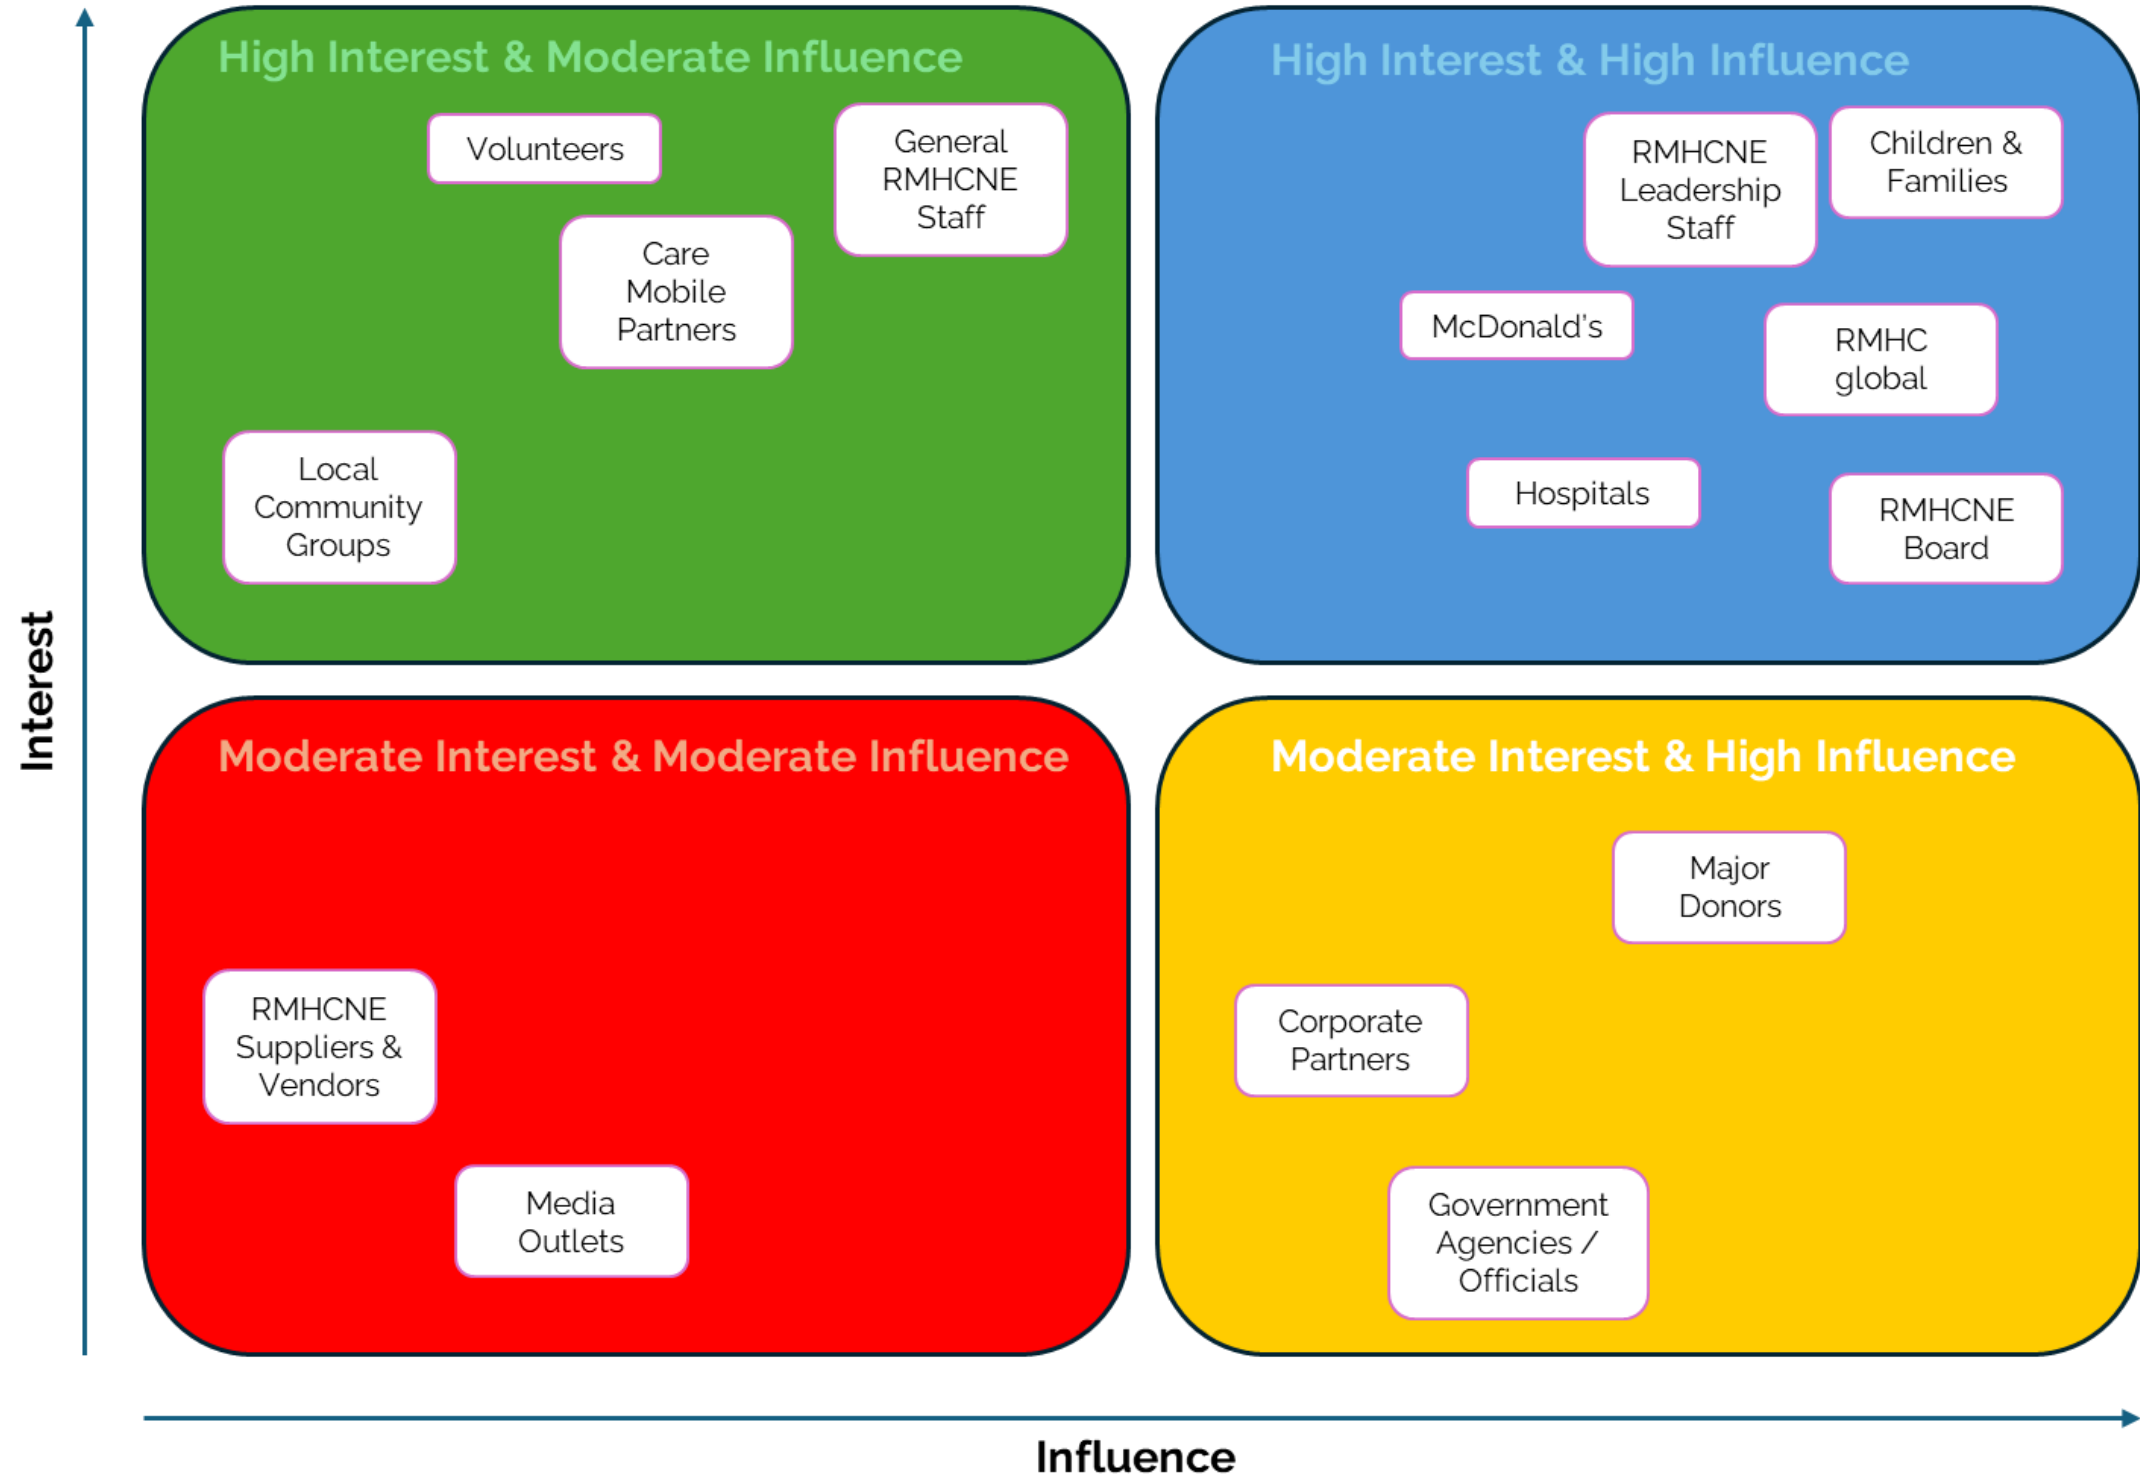 High Interest & Moderate Influence
Volunteers
General
RMHCNE
Staff
Care
Mobile
Partners
Local
Community
Groups
High Interest & High Influence
RMHCNE
Leadership
Staff
Children &
Families
McDonald's
RMHC
global
Hospitals
RMHCNE
Board
Interest
Moderate Interest & Moderate Influence
RMHCNE
Suppliers &
Vendors
Media
Outlets
Moderate Interest & High Influence
Major
Donors
Corporate
Partners
Government
Agencies /
Officials
Influence